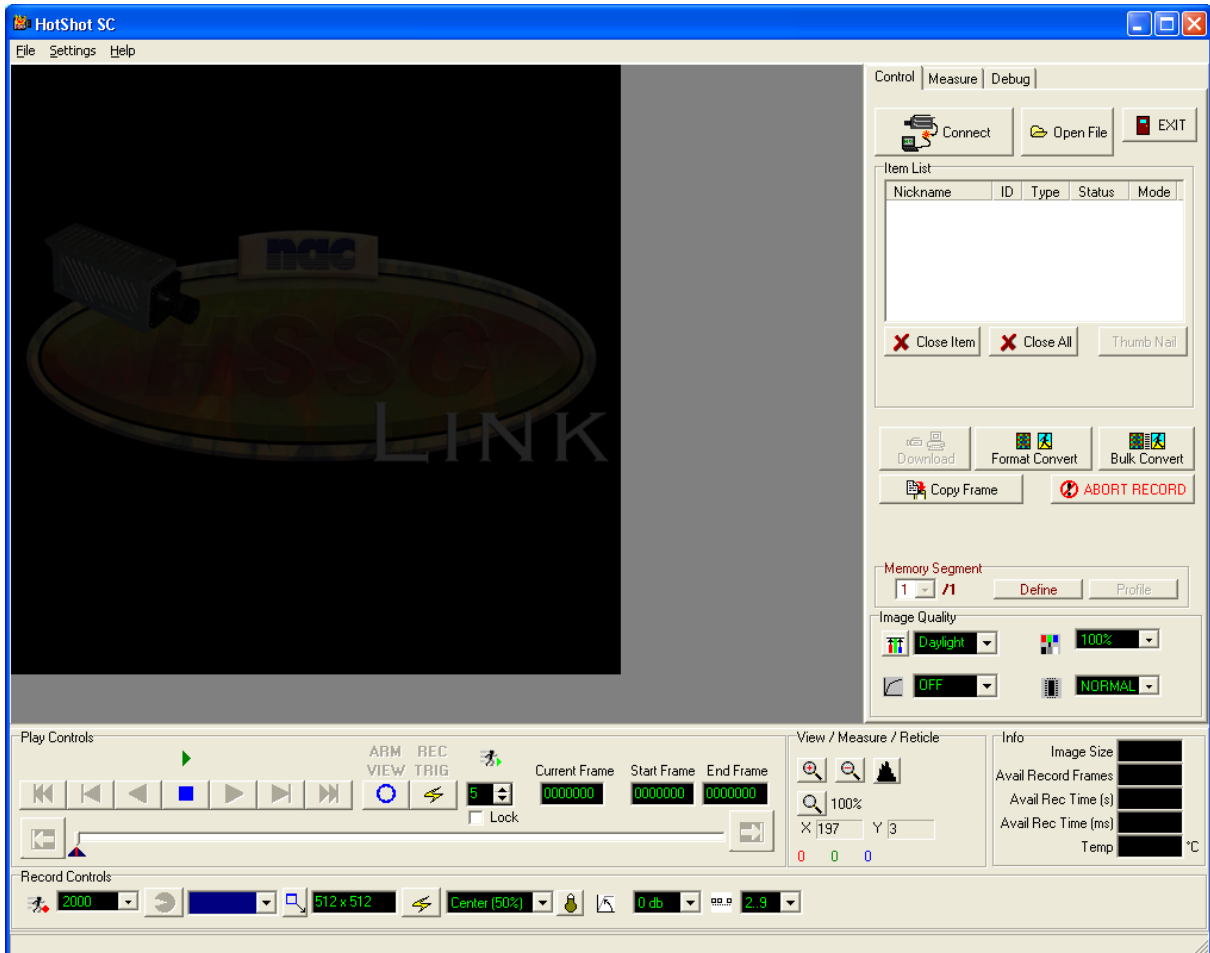 HotShot SC
File Settings Help
nac
HSSC
LINK
Control Measure Debug
Connect Open File EXIT
Item List
Nickname ID Type Status Mode
Close Item Close All Thumb Nail
Download Format Convert Bulk Convert
Copy Frame ABORT RECORD
Memory Segment
1 /1 Define Profile
Image Quality
Daylight 100%
OFF NORMAL
Play Controls
ARM VIEW REC TRIG
Current Frame Start Frame End Frame
5 0000000 0000000 0000000
Lock
View / Measure / Reticle
100%
X 197 Y 3
0 0 0
Info
Image Size
Avail Record Frames
Avail Rec Time (s)
Avail Rec Time (ms)
Temp °C
Record Controls
2000 512 x 512 Center (50%) 0 db 2..9